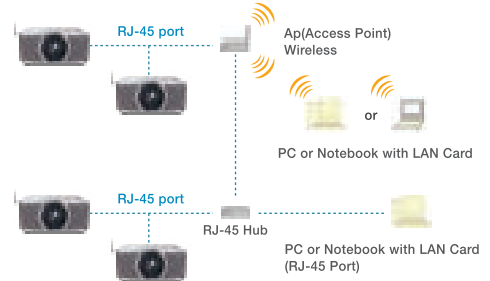 RJ-45 port
Ap(Access Point)
Wireless
or
PC or Notebook with LAN Card
RJ-45 port
RJ-45 Hub
PC or Notebook with LAN Card
(RJ-45 Port)